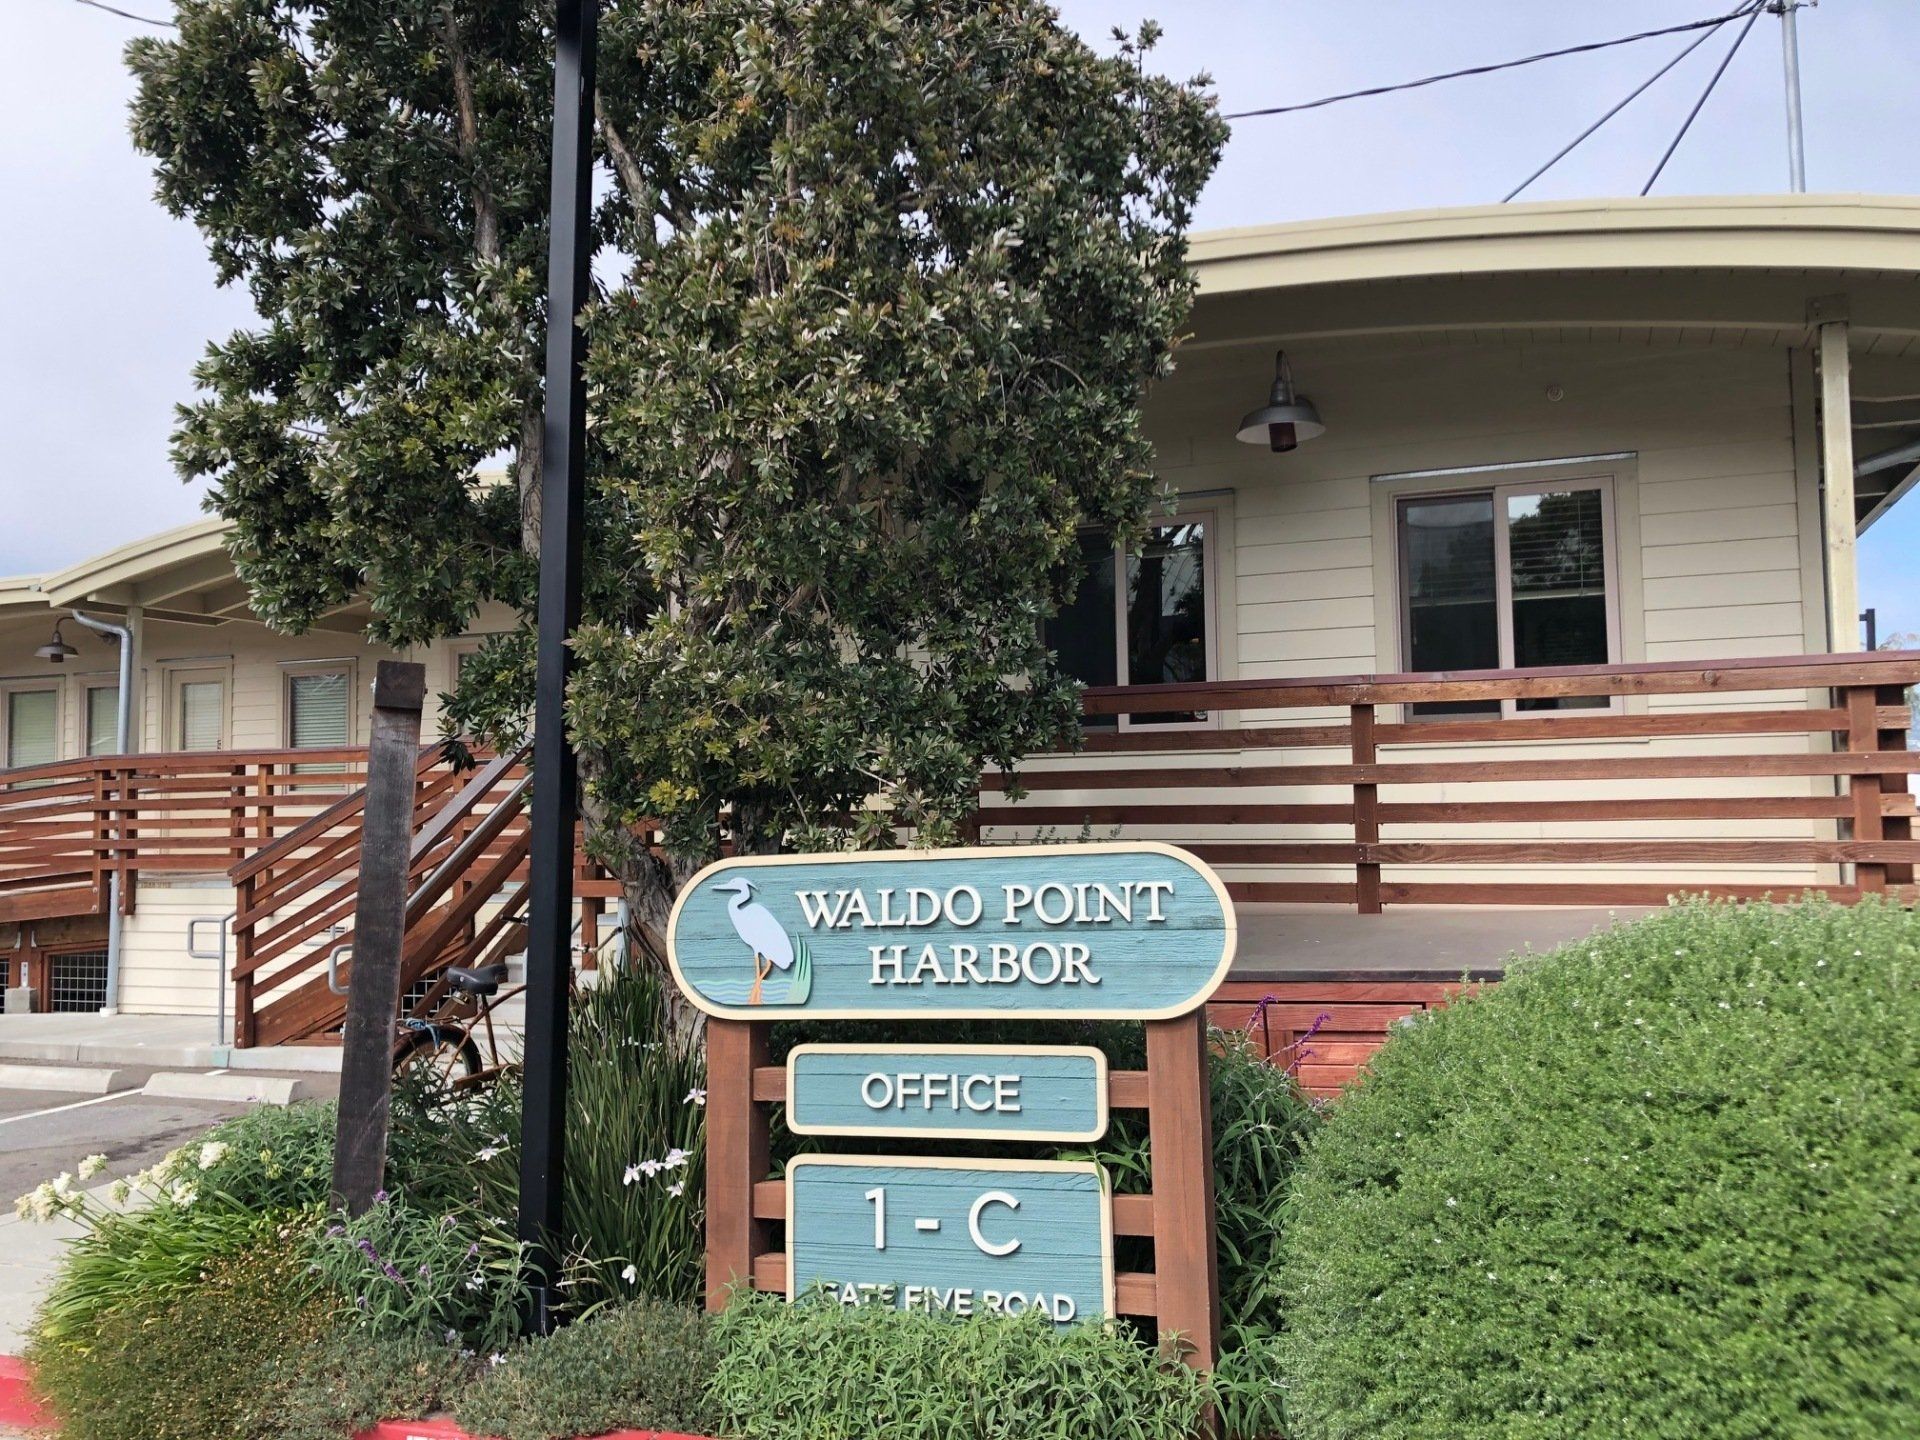 WALDO POINT
HARBOR
OFFICE
1 - C
GATE FIVE ROAD